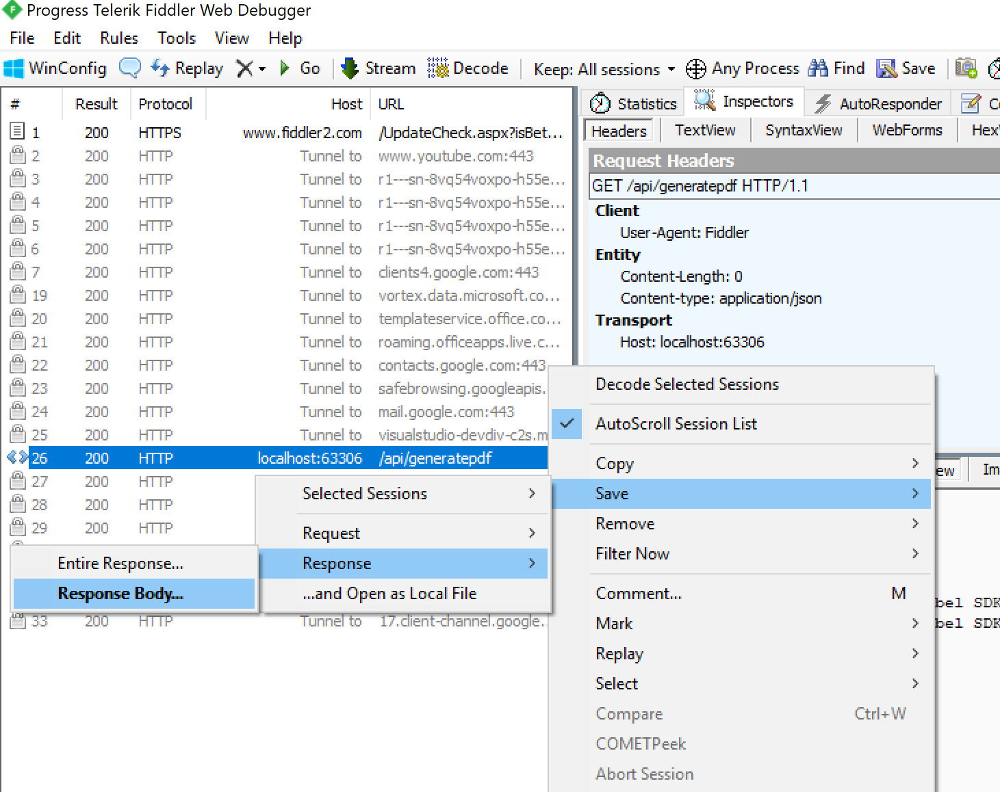 Progress Telerik Fiddler Web Debugger
File Edit Rules Tools View Help
WinConfig Replay Go Stream Decode Keep: All sessions Any Process Find Save
# Result Protocol Host URL
1 200 HTTPS www.fiddler2.com /UpdateCheck.aspx?isBet...
2 200 HTTP Tunnel to www.youtube.com:443
3 200 HTTP Tunnel to r1---sn-8vq54voxpo-h55e...
4 200 HTTP Tunnel to r1---sn-8vq54voxpo-h55e...
5 200 HTTP Tunnel to r1---sn-8vq54voxpo-h55e...
6 200 HTTP Tunnel to r1---sn-8vq54voxpo-h55e...
7 200 HTTP Tunnel to clients4.google.com:443
19 200 HTTP Tunnel to vortex.data.microsoft.co...
20 200 HTTP Tunnel to templateservice.office.co...
21 200 HTTP Tunnel to roaming.officeapps.live.c...
22 200 HTTP Tunnel to contacts.google.com:443
23 200 HTTP Tunnel to safebrowsing.googleapis.
24 200 HTTP Tunnel to mail.google.com:443
25 200 HTTP Tunnel to visualstudio-devdiv-c2s.m
26 200 HTTP localhost:63306 /api/generatepdf
27 200 HTTP
28 200 HTTP
29 200 HTTP
33 200 HTTP Tunnel to 17.client-channel.google.
Statistics Inspectors AutoResponder
Headers TextView SyntaxView WebForms
Request Headers
GET /api/generatepdf HTTP/1.1
Client
User-Agent: Fiddler
Entity
Content-Length: 0
Content-type: application/json
Transport
Host: localhost:63306
Decode Selected Sessions
AutoScroll Session List
Copy
Save
Remove
Filter Now
Comment... M
Mark
Replay
Select
Compare Ctrl+W
COMETPeek
Abort Session
Selected Sessions
Request
Response
...and Open as Local File
Entire Response...
Response Body...
bel SDK
bel SDK